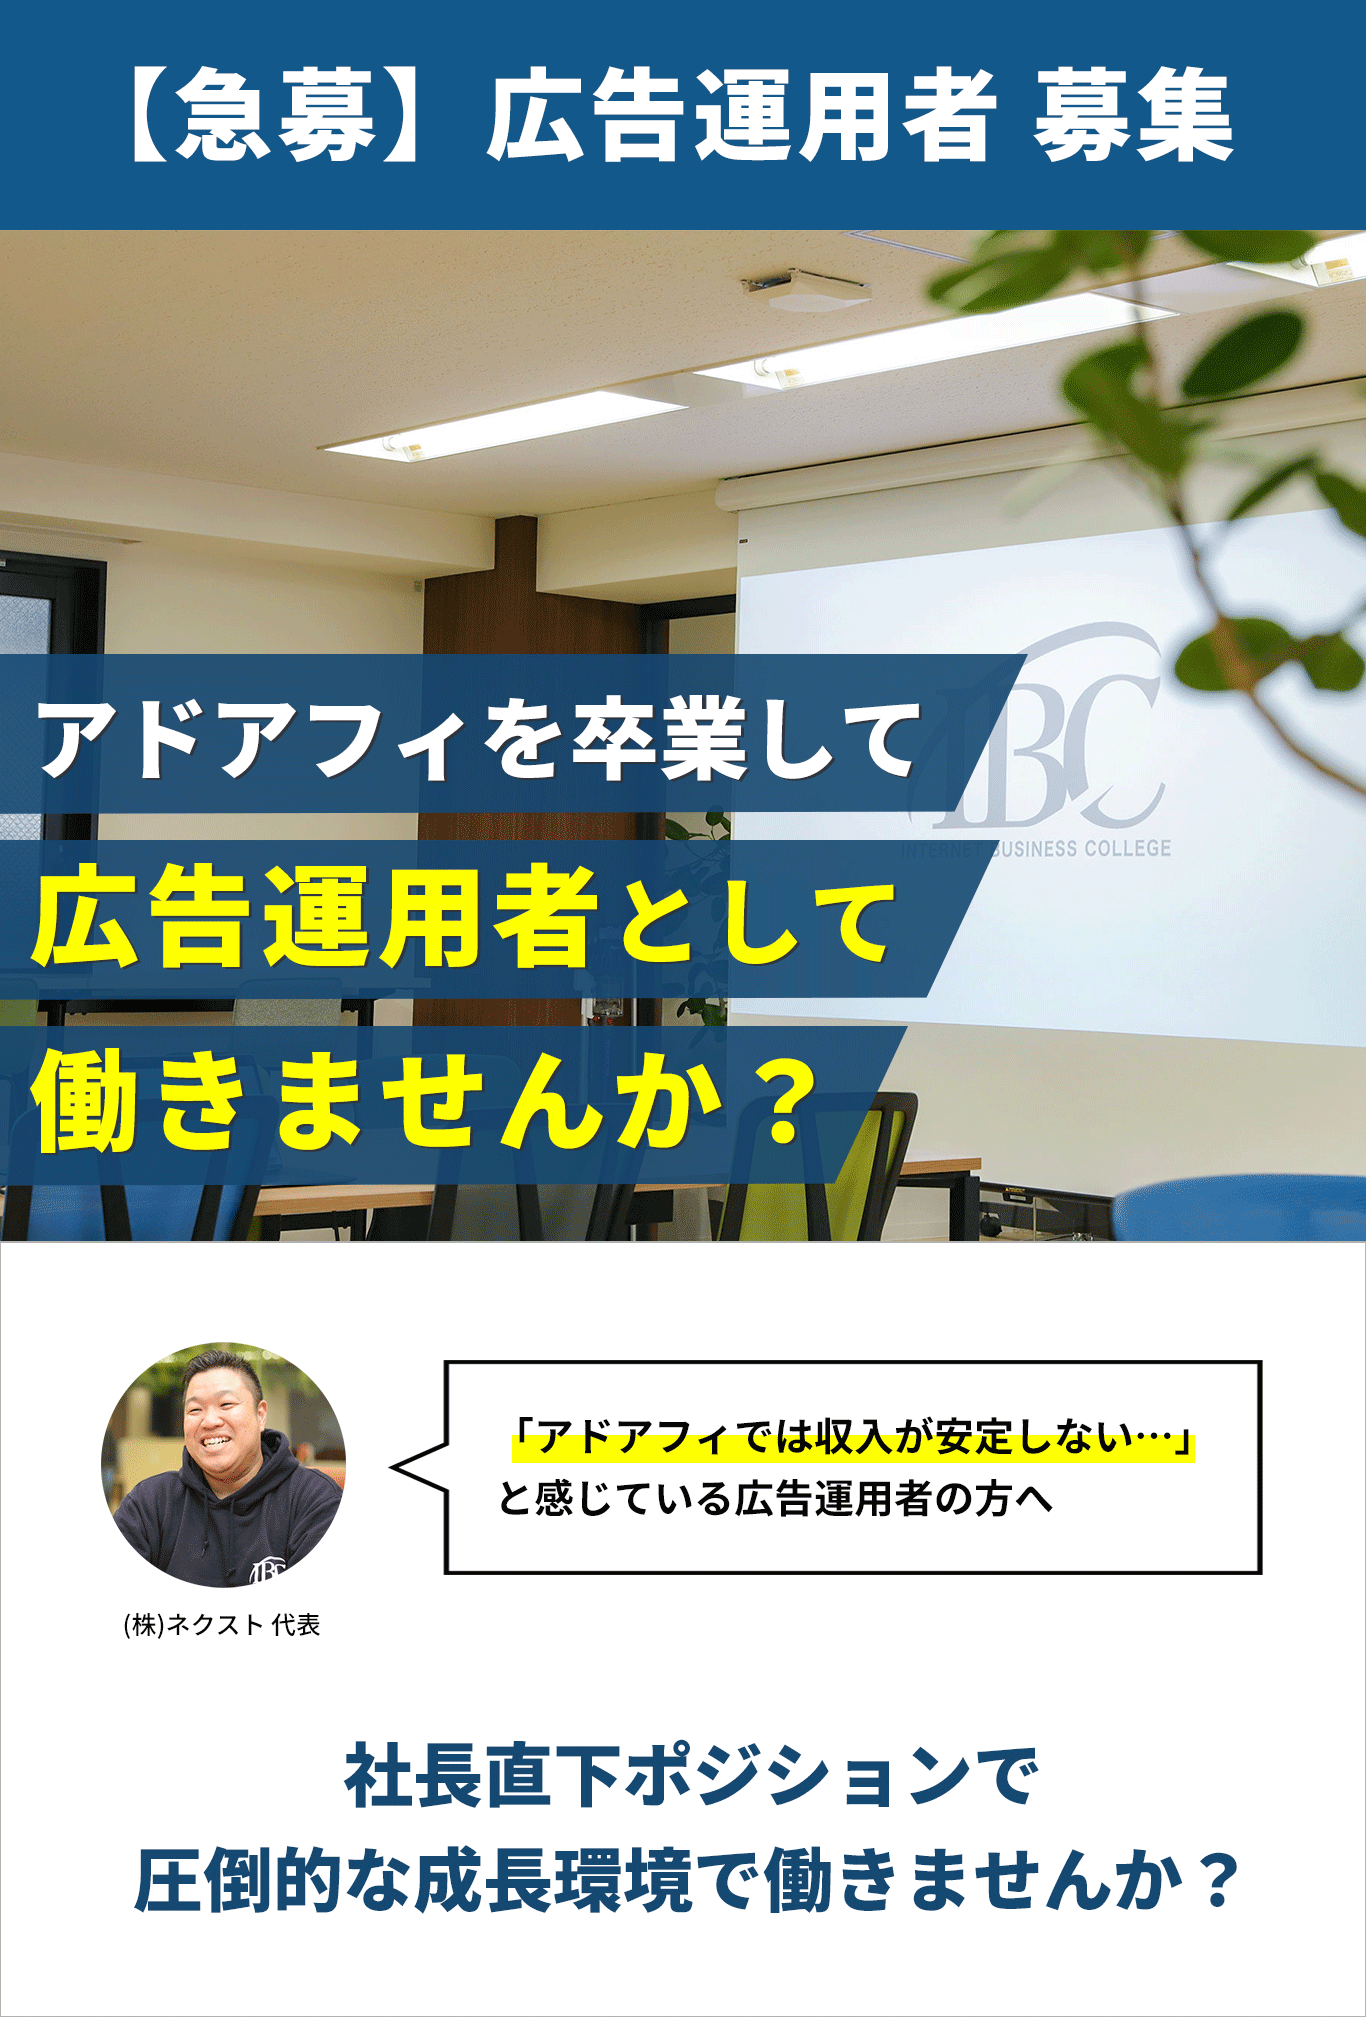 【急募】広告運用者 募集
IBC
INTERNET BUSINESS COLLEGE
アドアフィを卒業して
広告運用者として
働きませんか？
「アドアフィでは収入が安定しない…」
と感じている広告運用者の方へ
IBC
(株)ネクスト 代表
社長直下ポジションで
圧倒的な成長環境で働きませんか？